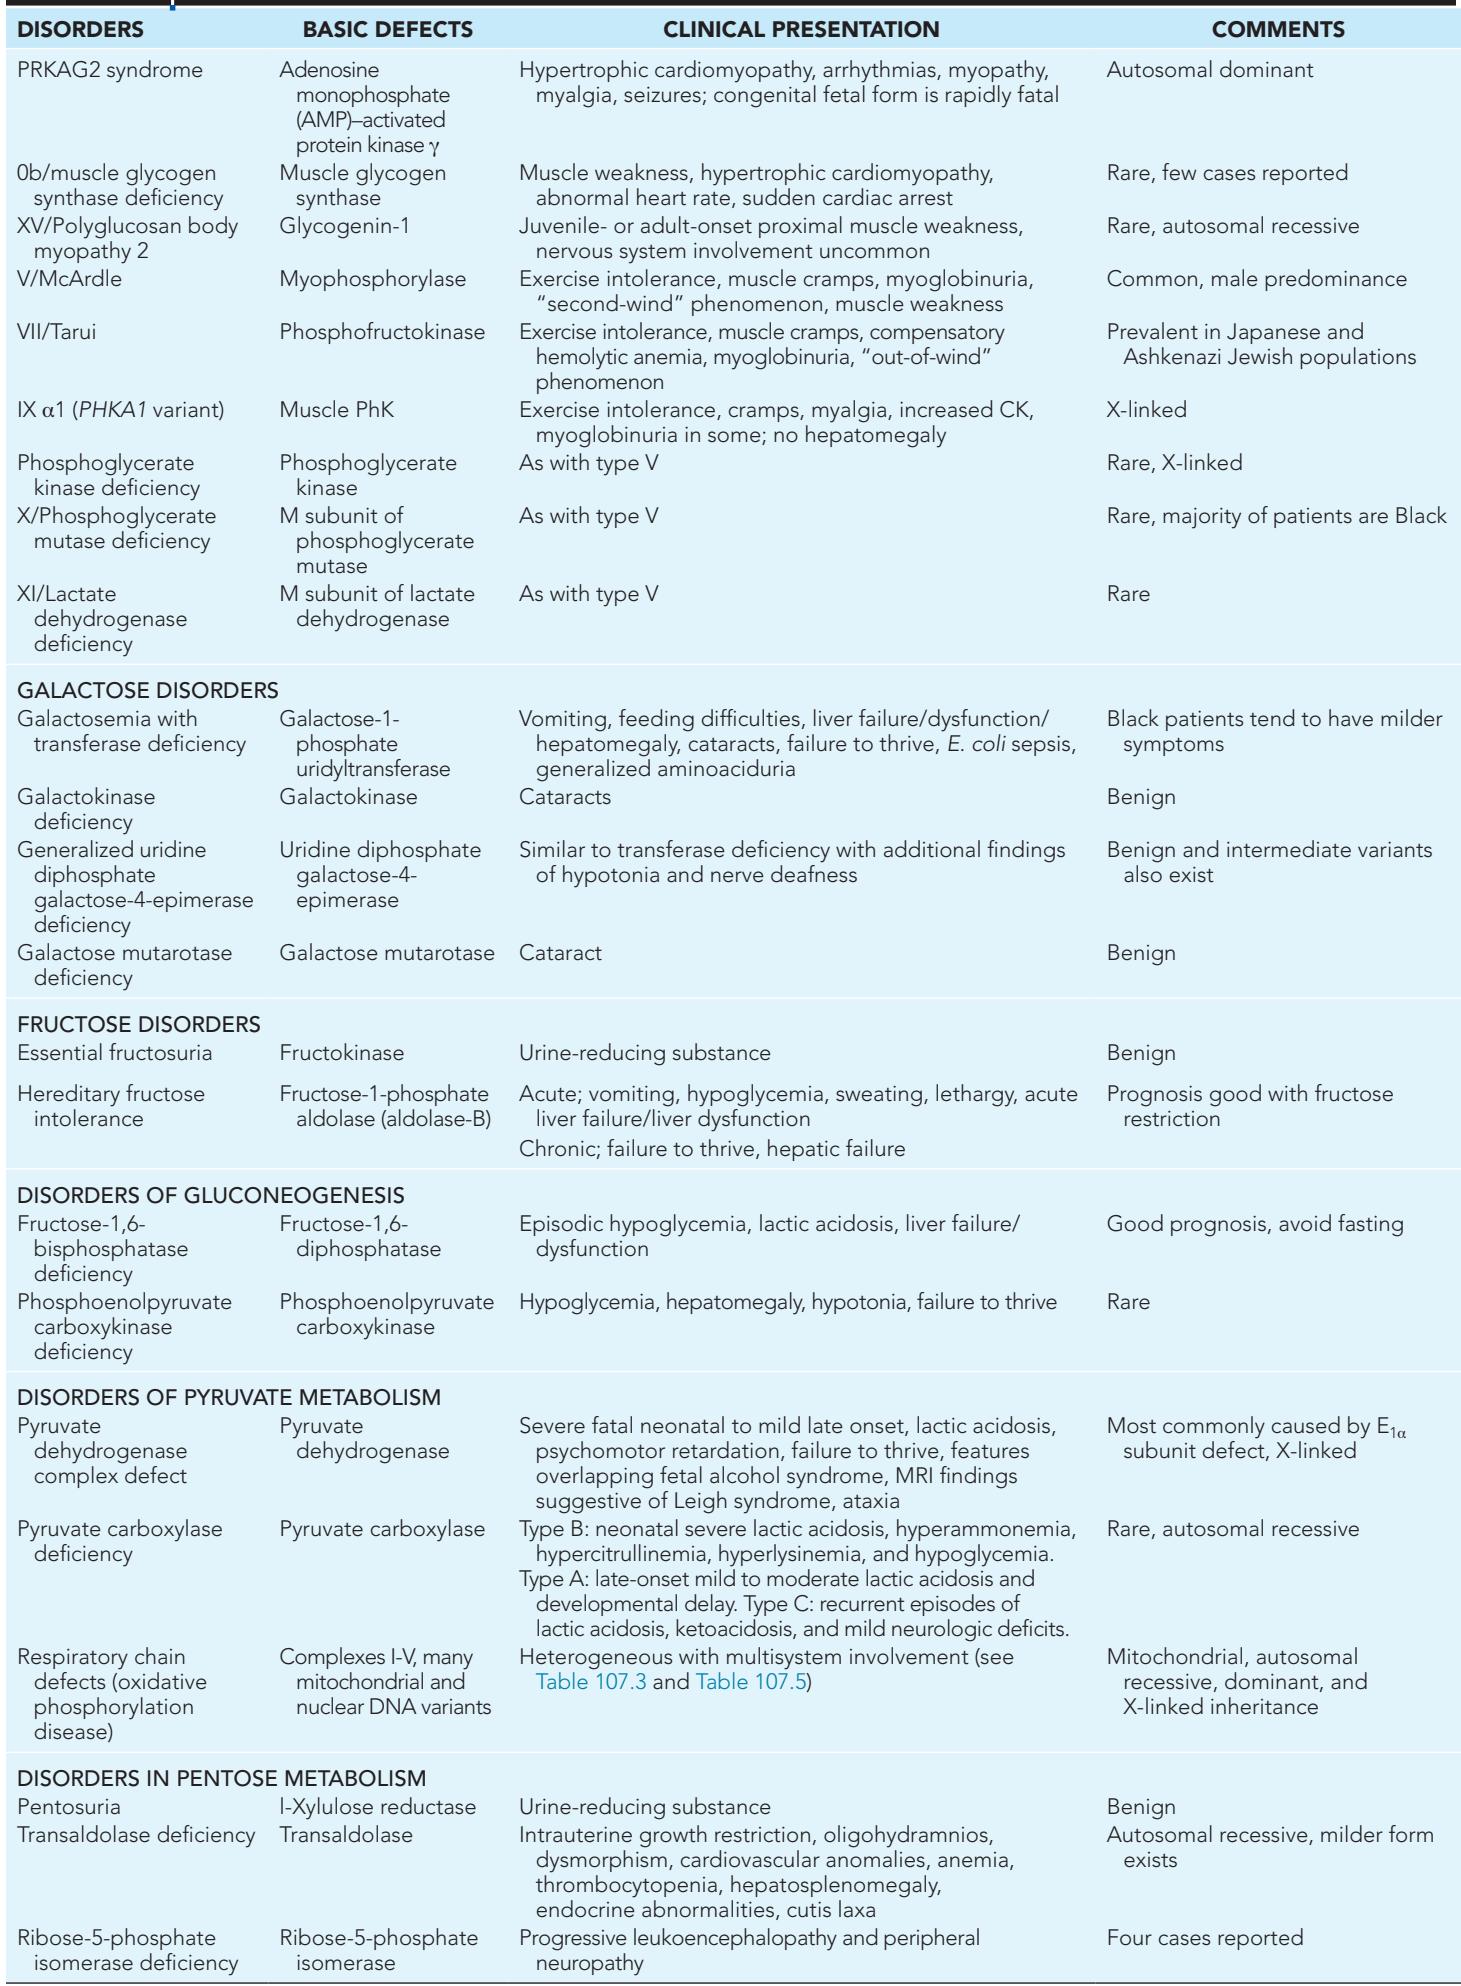 DISORDERS BASIC DEFECTS CLINICAL PRESENTATION COMMENTS
PRKAG2 syndrome Adenosine Hypertrophic cardiomyopathy, arrhythmias, myopathy, Autosomal dominant
monophosphate myalgia, seizures; congenital fetal form is rapidly fatal
(AMP)–activated
protein kinase γ
0b/muscle glycogen Muscle glycogen Muscle weakness, hypertrophic cardiomyopathy, Rare, few cases reported
synthase deficiency synthase abnormal heart rate, sudden cardiac arrest
XV/Polyglucosan body Glycogenin-1 Juvenile- or adult-onset proximal muscle weakness, Rare, autosomal recessive
myopathy 2 nervous system involvement uncommon
V/McArdle Myophosphorylase Exercise intolerance, muscle cramps, myoglobinuria, Common, male predominance
“second-wind” phenomenon, muscle weakness
VII/Tarui Phosphofructokinase Exercise intolerance, muscle cramps, compensatory Prevalent in Japanese and
hemolytic anemia, myoglobinuria, “out-of-wind” Ashkenazi Jewish populations
phenomenon
IX α1 (PHKA1 variant) Muscle PhK Exercise intolerance, cramps, myalgia, increased CK, X-linked
myoglobinuria in some; no hepatomegaly
Phosphoglycerate Phosphoglycerate As with type V Rare, X-linked
kinase deficiency kinase
X/Phosphoglycerate M subunit of As with type V Rare, majority of patients are Black
mutase deficiency phosphoglycerate
mutase
XI/Lactate M subunit of lactate As with type V Rare
dehydrogenase dehydrogenase
deficiency
GALACTOSE DISORDERS
Galactosemia with Galactose-1- Vomiting, feeding difficulties, liver failure/dysfunction/ Black patients tend to have milder
transferase deficiency phosphate hepatomegaly, cataracts, failure to thrive, E. coli sepsis, symptoms
uridyltransferase generalized aminoaciduria
Galactokinase Galactokinase Cataracts Benign
deficiency
Generalized uridine Uridine diphosphate Similar to transferase deficiency with additional findings Benign and intermediate variants
diphosphate galactose-4- of hypotonia and nerve deafness also exist
galactose-4-epimerase epimerase
deficiency
Galactose mutarotase Galactose mutarotase Cataract Benign
deficiency
FRUCTOSE DISORDERS
Essential fructosuria Fructokinase Urine-reducing substance Benign
Hereditary fructose Fructose-1-phosphate Acute; vomiting, hypoglycemia, sweating, lethargy, acute Prognosis good with fructose
intolerance aldolase (aldolase-B) liver failure/liver dysfunction restriction
Chronic; failure to thrive, hepatic failure
DISORDERS OF GLUCONEOGENESIS
Fructose-1,6- Fructose-1,6- Episodic hypoglycemia, lactic acidosis, liver failure/ Good prognosis, avoid fasting
bisphosphatase diphosphatase dysfunction
deficiency
Phosphoenolpyruvate Phosphoenolpyruvate Hypoglycemia, hepatomegaly, hypotonia, failure to thrive Rare
carboxykinase carboxykinase
deficiency
DISORDERS OF PYRUVATE METABOLISM
Pyruvate Pyruvate Severe fatal neonatal to mild late onset, lactic acidosis, Most commonly caused by E1α
dehydrogenase dehydrogenase psychomotor retardation, failure to thrive, features subunit defect, X-linked
complex defect overlapping fetal alcohol syndrome, MRI findings
suggestive of Leigh syndrome, ataxia
Pyruvate carboxylase Pyruvate carboxylase Type B: neonatal severe lactic acidosis, hyperammonemia, Rare, autosomal recessive
deficiency hypercitrullinemia, hyperlysinemia, and hypoglycemia.
Type A: late-onset mild to moderate lactic acidosis and
developmental delay. Type C: recurrent episodes of
lactic acidosis, ketoacidosis, and mild neurologic deficits.
Respiratory chain Complexes I-V, many Heterogeneous with multisystem involvement (see Mitochondrial, autosomal
defects (oxidative mitochondrial and Table 107.3 and Table 107.5) recessive, dominant, and
phosphorylation nuclear DNA variants X-linked inheritance
disease)
DISORDERS IN PENTOSE METABOLISM
Pentosuria l-Xylulose reductase Urine-reducing substance Benign
Transaldolase deficiency Transaldolase Intrauterine growth restriction, oligohydramnios, Autosomal recessive, milder form
dysmorphism, cardiovascular anomalies, anemia, exists
thrombocytopenia, hepatosplenomegaly,
endocrine abnormalities, cutis laxa
Ribose-5-phosphate Ribose-5-phosphate Progressive leukoencephalopathy and peripheral Four cases reported
isomerase deficiency isomerase neuropathy